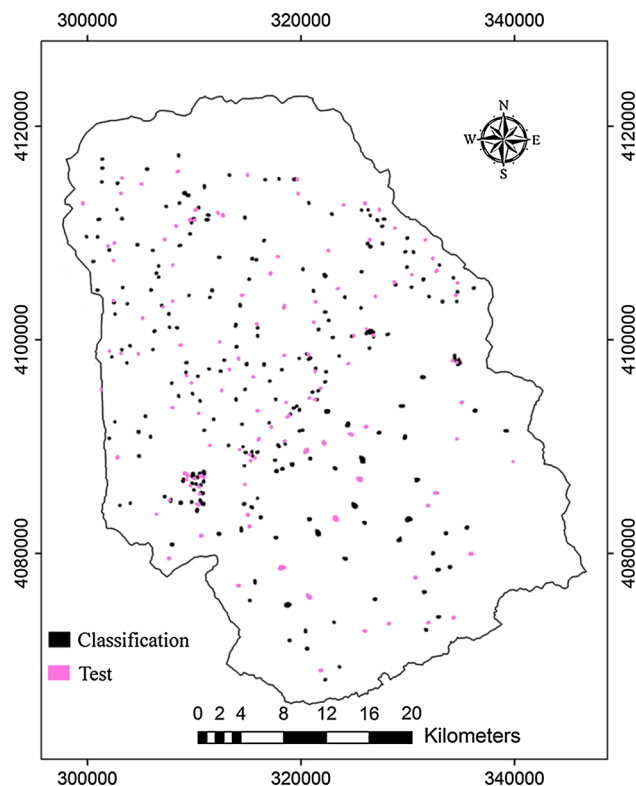 300000 320000 340000
N
W E
S
4120000 4120000
4100000 4100000
4080000 4080000
Classification
Test
0 2 4 8 12 16 20
Kilometers
300000 320000 340000